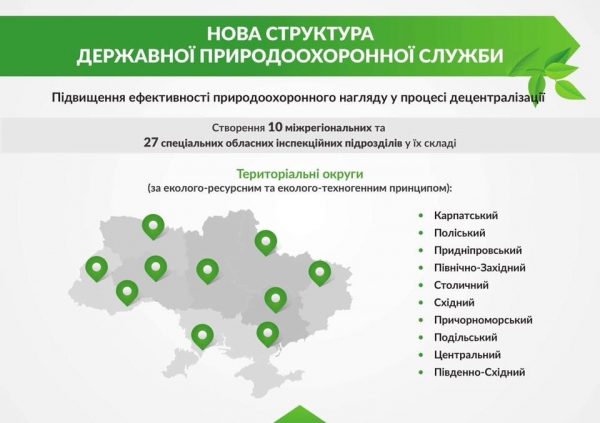 НОВА СТРУКТУРА
ДЕРЖАВНОЇ ПРИРОДООХОРОННОЇ СЛУЖБИ
Підвищення ефективності природоохоронного нагляду у процесі децентралізації
Створення 10 міжрегіональних та
27 спеціальних обласних інспекційних підрозділів у їх складі
Територіальні округи
(за еколого-ресурсним та еколого-техногенним принципом):
• Карпатський
• Поліський
• Придніпровський
• Північно-Західний
• Столичний
• Східний
• Причорноморський
• Подільський
• Центральний
• Південно-Східний